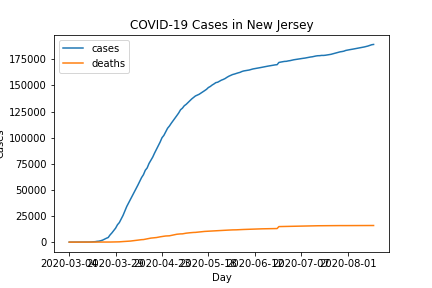 COVID-19 Cases in New Jersey
cases
deaths
175000
150000
125000
100000
75000
50000
25000
0
cases
2020-03-04 2020-03-29 2020-04-23 2020-05-18 2020-06-12 2020-07-07 2020-08-01
Day